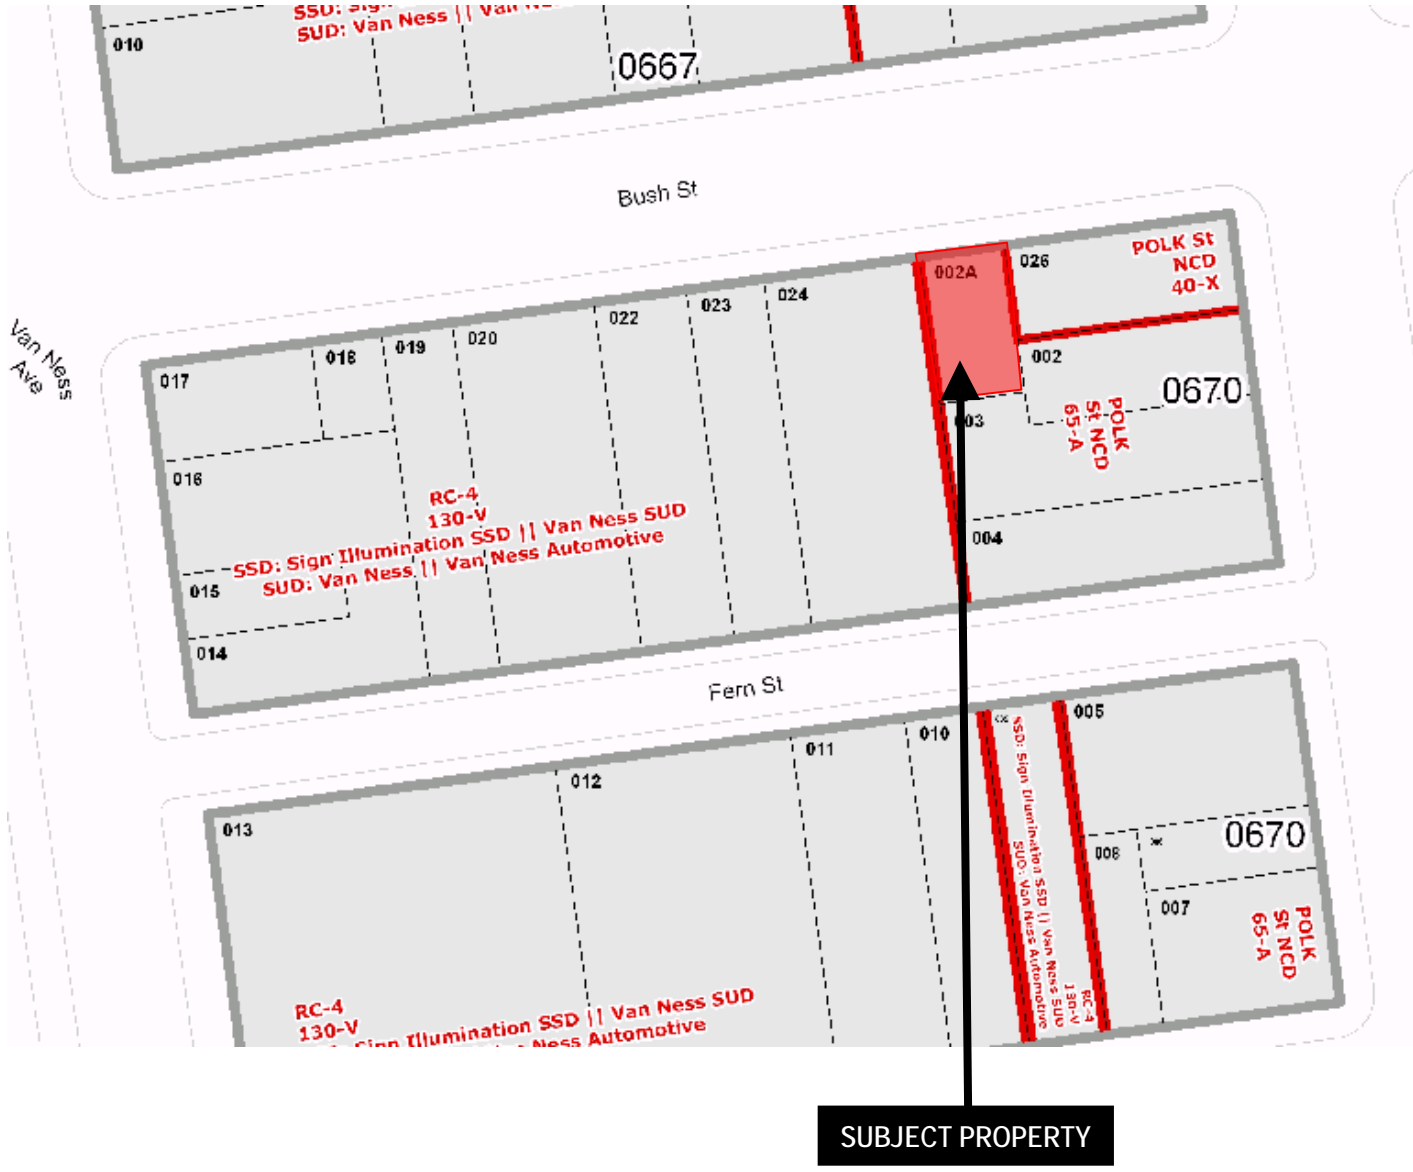 SUD: Van Ness ||
010
0667
Bush St
Van Ness
Ave
017
018
019
020
022
023
024
002A
026
POLK St
NCD
40-X
002
0670
003
POLK
St NCD
65-A
016
RC-4
130-V
SSD: Sign Illumination SSD || Van Ness SUD
SUD: Van Ness || Van Ness Automotive
015
014
004
Fern St
013
012
011
010
SSD: Sign Illumination SSD || Van Ness SUD
SUD: Van Ness Automotive
RC-4
130-V
005
0670
006
007
POLK
St NCD
65-A
RC-4
130-V
Illumination SSD || Van Ness SUD
Ness Automotive
SUBJECT PROPERTY